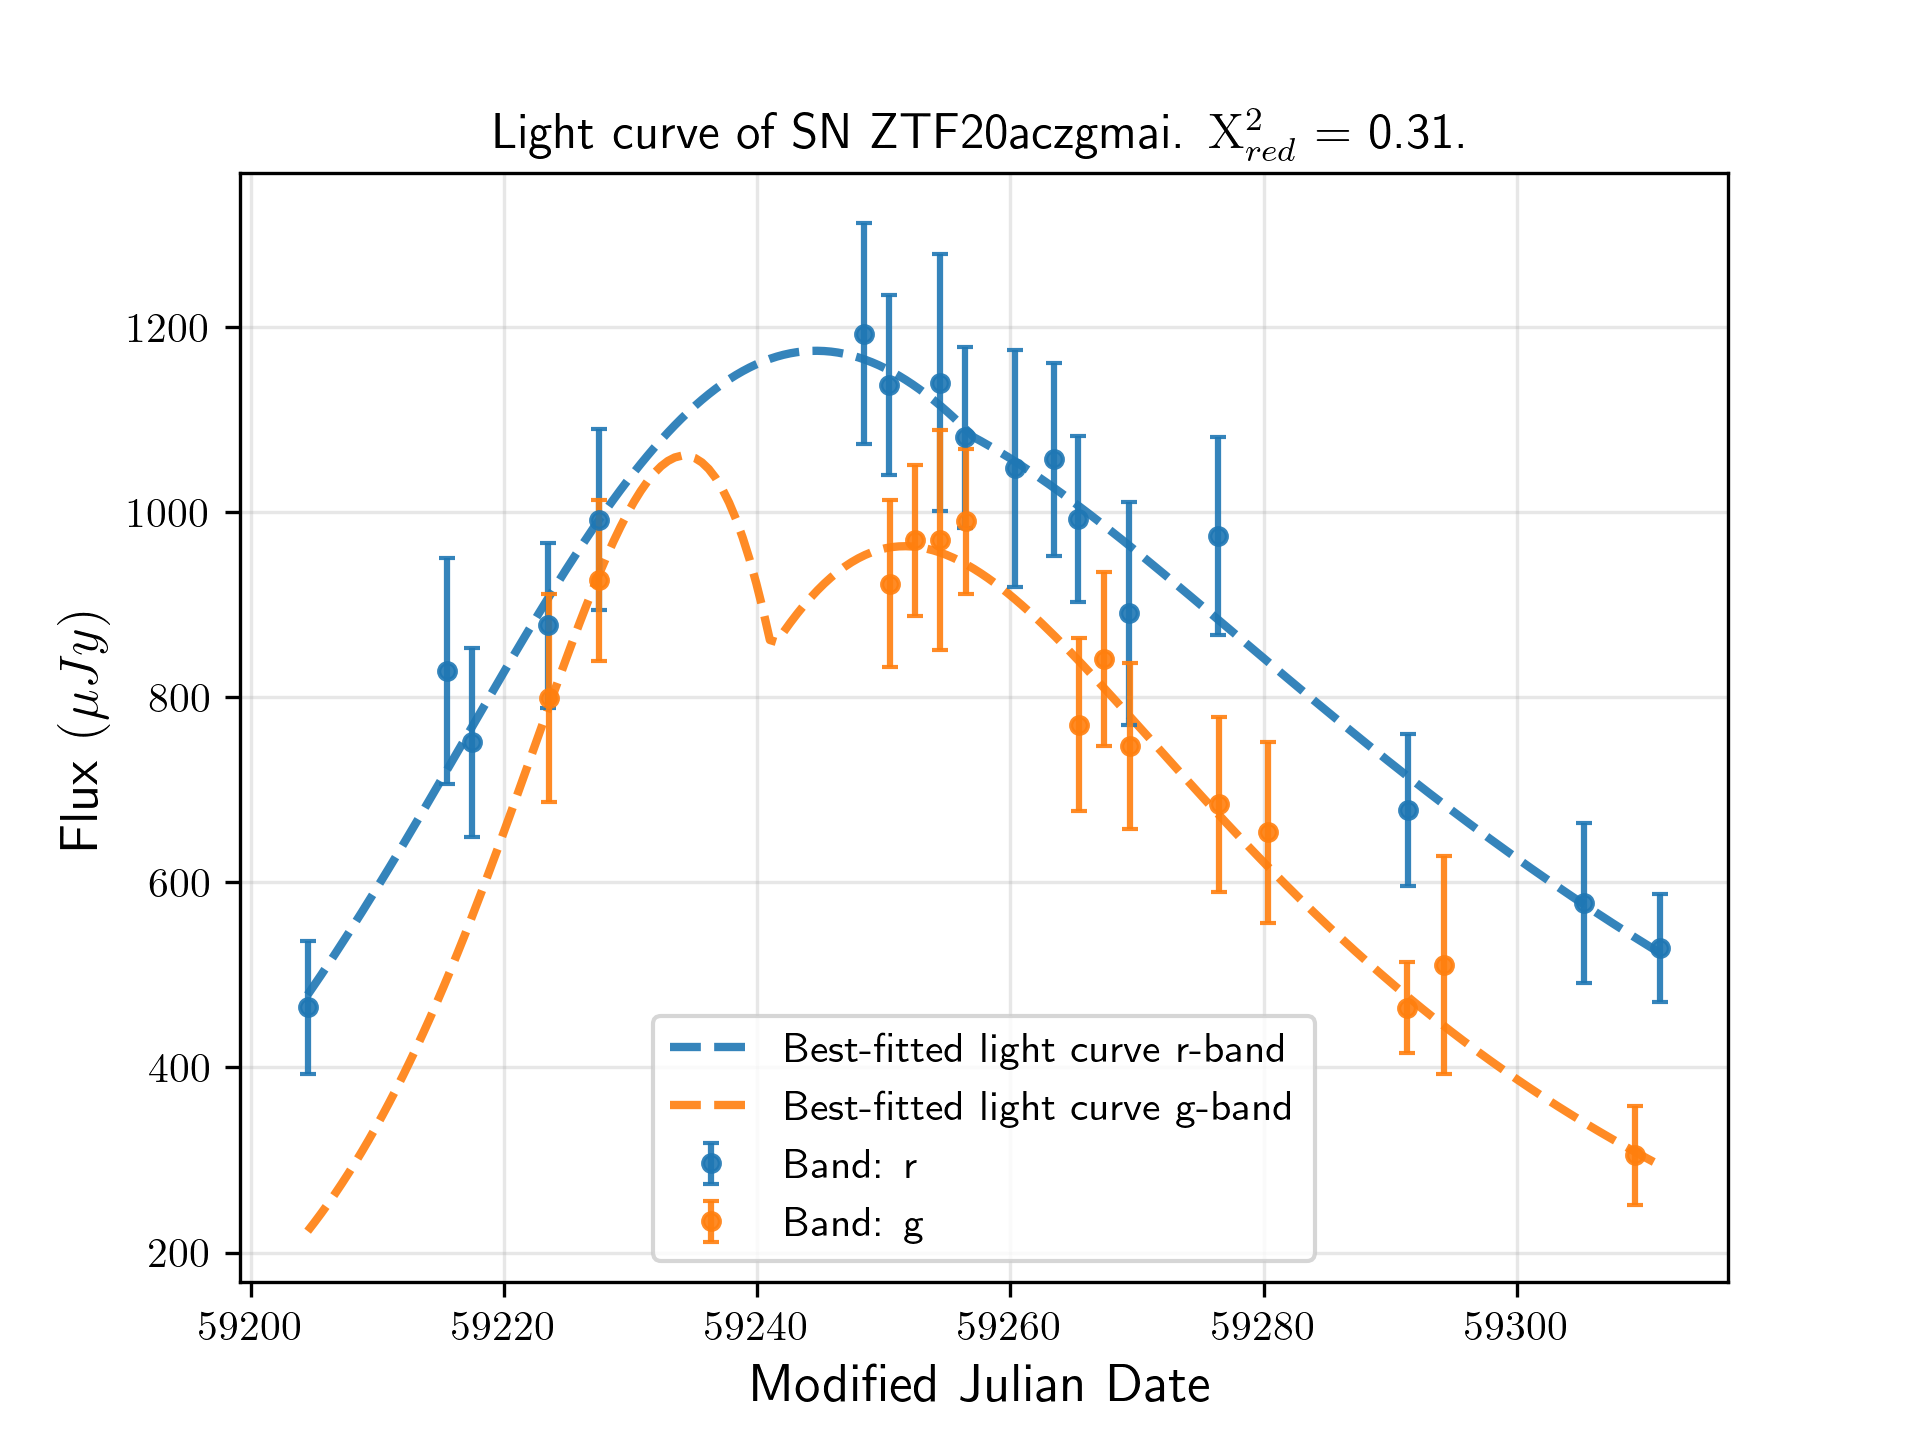 Light curve of SN ZTF20aczgmai. X²_red = 0.31.
Flux (μJy)
1200
1000
800
600
400
200
Best-fitted light curve r-band
Best-fitted light curve g-band
Band: r
Band: g
59200 59220 59240 59260 59280 59300
Modified Julian Date